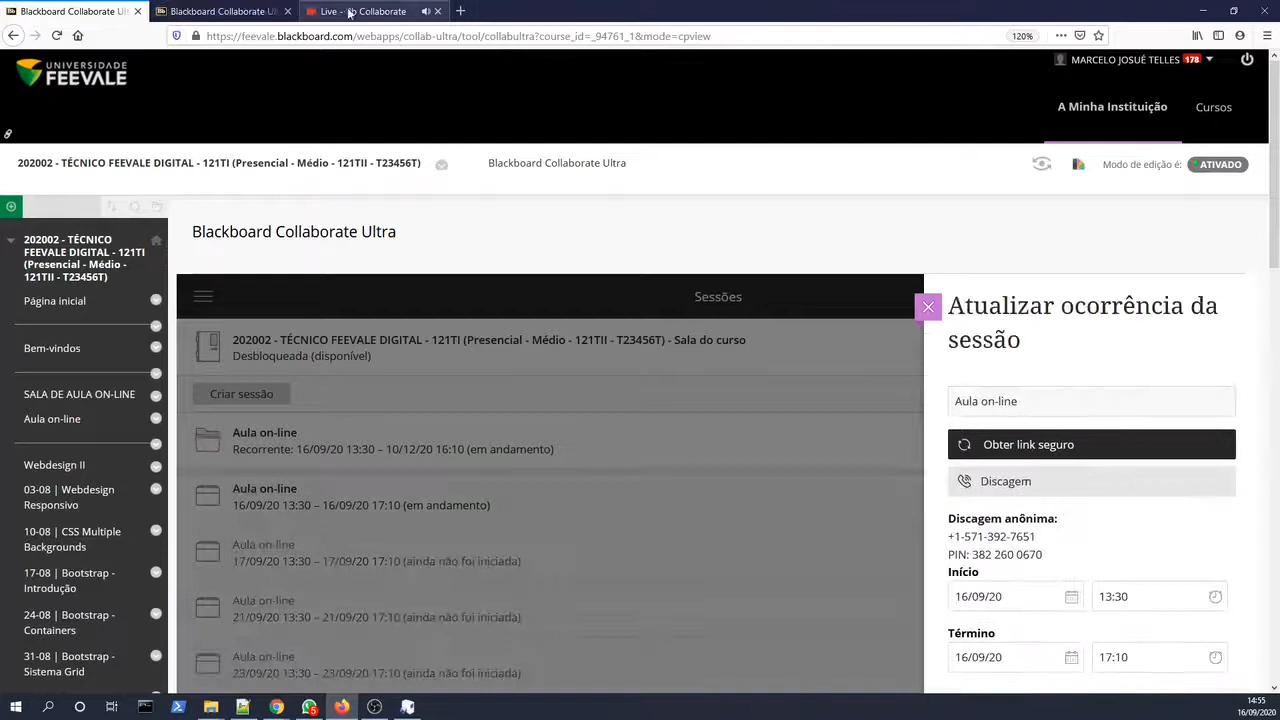 Blackboard Collaborate Ul
Blackboard Collaborate Ul
Live - Collaborate
https://feevale.blackboard.com/webapps/collab-ultra/tool/collabultra?course_id=_94761_1&mode=cpview
120%
UNIVERSIDADE
FEEVALE
MARCELO JOSUÉ TELLES 178
A Minha Instituição
Cursos
202002 - TÉCNICO FEEVALE DIGITAL - 121TI (Presencial - Médio - 121TII - T23456T)
Blackboard Collaborate Ultra
Modo de edição é: ATIVADO
202002 - TÉCNICO
FEEVALE DIGITAL - 121TI
(Presencial - Médio -
121TII - T23456T)
Página inicial
Bem-vindos
SALA DE AULA ON-LINE
Aula on-line
Webdesign II
03-08 | Webdesign
Responsivo
10-08 | CSS Multiple
Backgrounds
17-08 | Bootstrap -
Introdução
24-08 | Bootstrap -
Containers
31-08 | Bootstrap -
Sistema Grid
Blackboard Collaborate Ultra
Sessões
202002 - TÉCNICO FEEVALE DIGITAL - 121TI (Presencial - Médio - 121TII - T23456T) - Sala do curso
Desbloqueada (disponível)
Criar sessão
Aula on-line
Recorrente: 16/09/20 13:30 – 10/12/20 16:10 (em andamento)
Aula on-line
16/09/20 13:30 – 16/09/20 17:10 (em andamento)
Aula on-line
17/09/20 13:30 – 17/09/20 17:10 (ainda não foi iniciada)
Aula on-line
21/09/20 13:30 – 21/09/20 17:10 (ainda não foi iniciada)
Aula on-line
23/09/20 13:30 – 23/09/20 17:10 (ainda não foi iniciada)
Atualizar ocorrência da
sessão
Aula on-line
Obter link seguro
Discagem
Discagem anônima:
+1-571-392-7651
PIN: 382 260 0670
Início
16/09/20
13:30
Término
16/09/20
17:10
5
14:55
16/09/2020